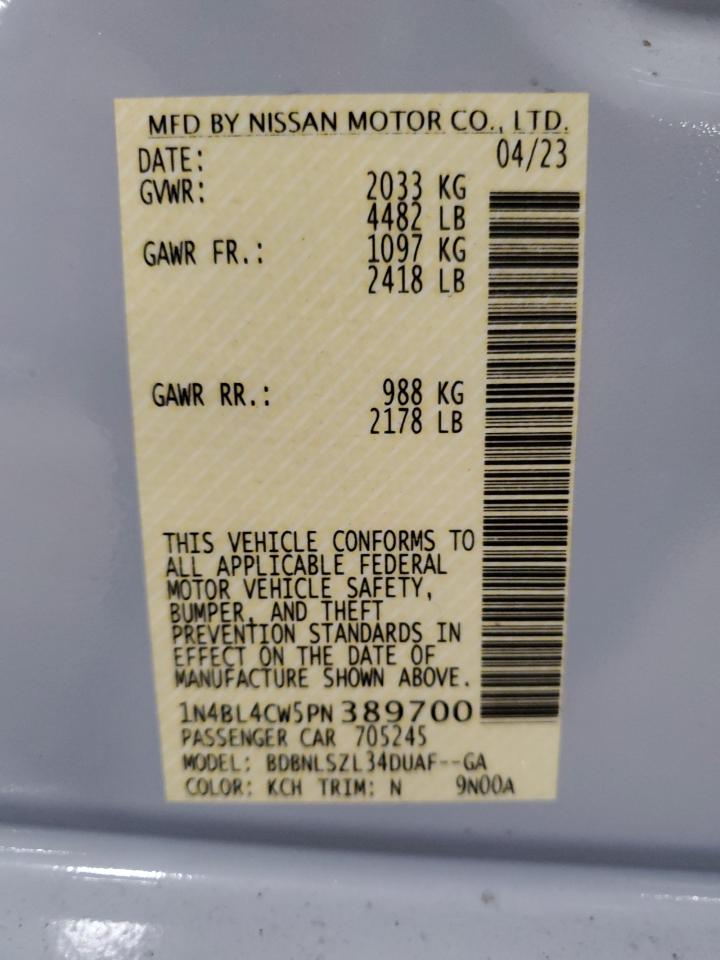 MFD BY NISSAN MOTOR CO., LTD.
DATE: 04/23
GVWR: 2033 KG
4482 LB
GAWR FR.: 1097 KG
2418 LB
GAWR RR.: 988 KG
2178 LB
THIS VEHICLE CONFORMS TO
ALL APPLICABLE FEDERAL
MOTOR VEHICLE SAFETY,
BUMPER, AND THEFT
PREVENTION STANDARDS IN
EFFECT ON THE DATE OF
MANUFACTURE SHOWN ABOVE.
1N4BL4CW5PN389700
PASSENGER CAR 705245
MODEL: BDBNLSZL34DUAF--GA
COLOR: KCH TRIM: N 9N00A